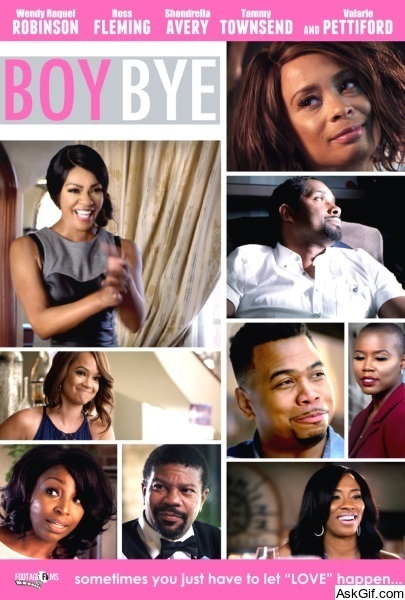 Wendy Raquel Ross Shondrella Tammy Valarie
ROBINSON FLEMING AVERY TOWNSEND AND PETTIFORD
BOY BYE
FOOTAGE FILMS
sometimes you just have to let "LOVE" happen...
AskGif.com